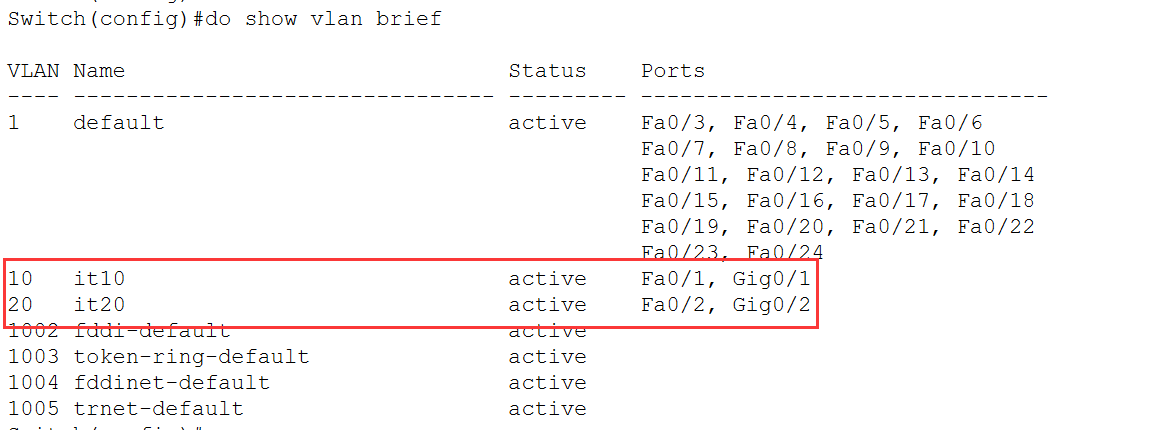 Switch(config)#do show vlan brief
VLAN Name Status Ports
---- -------------------------------- --------- -------------------------------
1 default active Fa0/3, Fa0/4, Fa0/5, Fa0/6
Fa0/7, Fa0/8, Fa0/9, Fa0/10
Fa0/11, Fa0/12, Fa0/13, Fa0/14
Fa0/15, Fa0/16, Fa0/17, Fa0/18
Fa0/19, Fa0/20, Fa0/21, Fa0/22
Fa0/23, Fa0/24
10 it10 active Fa0/1, Gig0/1
20 it20 active Fa0/2, Gig0/2
1002 fddi-default active
1003 token-ring-default active
1004 fddinet-default active
1005 trnet-default active